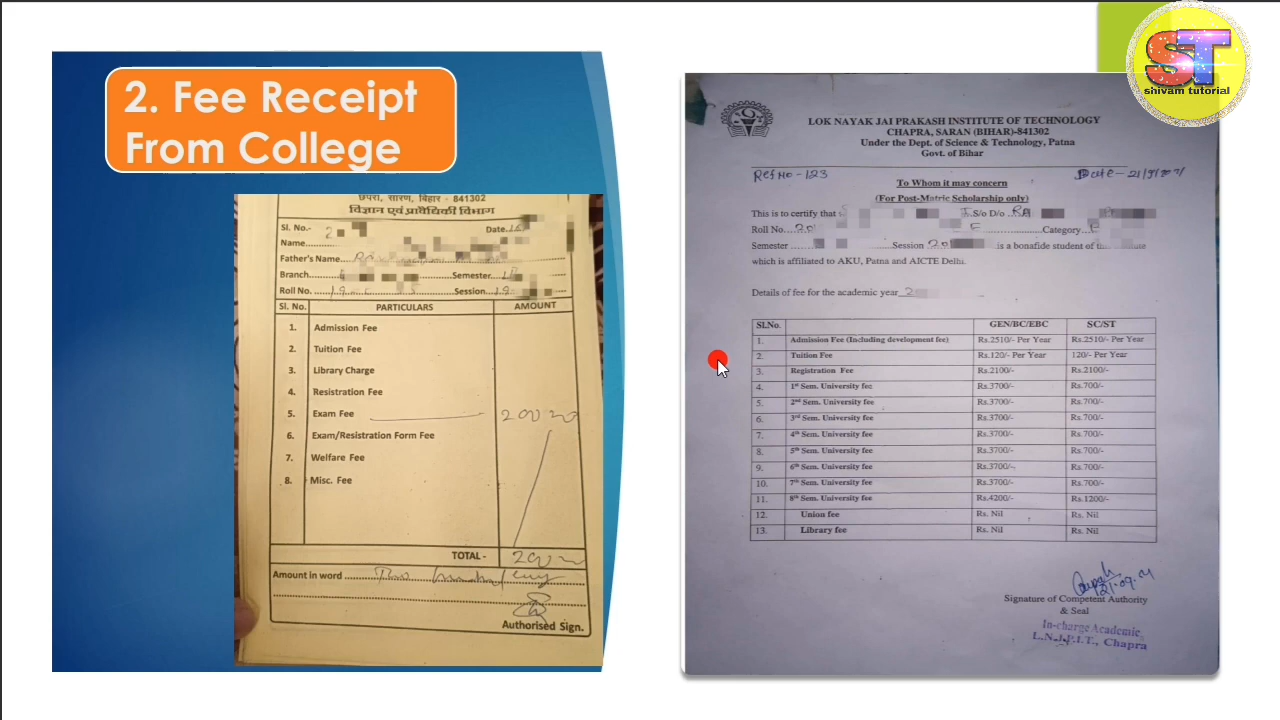 ST
shivam tutorial
2. Fee Receipt
From College
छपरा, सारण, बिहार - 841302
विज्ञान एवं प्रावैधिकी विभाग
Sl. No.- 2
Date.
Name
Father's Name
Branch Semester
Roll No. Session
Sl. No. PARTICULARS AMOUNT
1. Admission Fee
2. Tuition Fee
3. Library Charge
4. Resistration Fee
5. Exam Fee
6. Exam/Resistration Form Fee
7. Welfare Fee
8. Misc. Fee
TOTAL -
Amount in word
Authorised Sign.
LOK NAYAK JAI PRAKASH INSTITUTE OF TECHNOLOGY
CHAPRA, SARAN (BIHAR)-841302
Under the Dept. of Science & Technology, Patna
Govt. of Bihar
Ref No - 123 Date - 21/9/2021
To Whom it may concern
(For Post-Matric Scholarship only)
This is to certify that S/o D/o
Roll No. Category
Semester Session is a bonafide student of the institute
which is affiliated to AKU, Patna and AICTE Delhi.
Details of fee for the academic year
Sl.No. GEN/BC/EBC SC/ST
1. Admission Fee (Including development fee) Rs.2510/- Per Year Rs.2510/- Per Year
2. Tuition Fee Rs.120/- Per Year 120/- Per Year
3. Registration Fee Rs.2100/- Rs.2100/-
4. 1st Sem. University fee Rs.3700/- Rs.700/-
5. 2nd Sem. University fee Rs.3700/- Rs.700/-
6. 3rd Sem. University fee Rs.3700/- Rs.700/-
7. 4th Sem. University fee Rs.3700/- Rs.700/-
8. 5th Sem. University fee Rs.3700/- Rs.700/-
9. 6th Sem. University fee Rs.3700/- Rs.700/-
10. 7th Sem. University fee Rs.3700/- Rs.700/-
11. 8th Sem. University fee Rs.4200/- Rs.1200/-
12. Union fee Rs. Nil Rs. Nil
13. Library fee Rs. Nil Rs. Nil
Signature of Competent Authority
& Seal
In-charge Academic,
L.N.J.P.I.T., Chapra